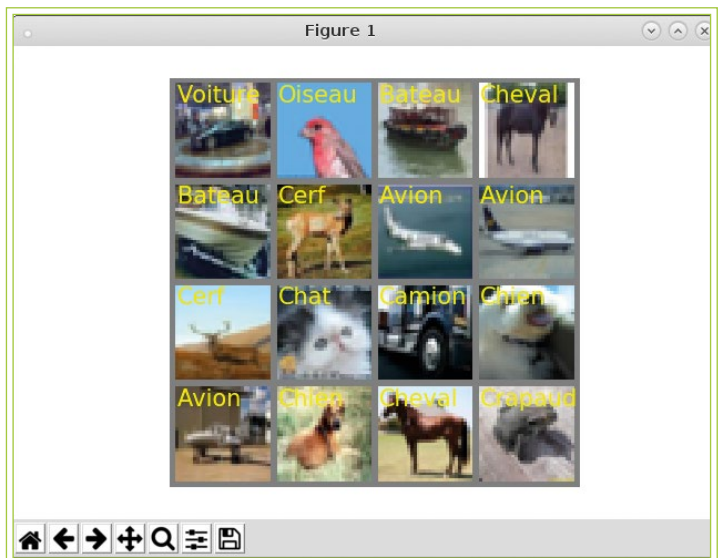 Figure 1
Voiture Oiseau Bateau Cheval
Bateau Cerf Avion Avion
Cerf Chat Camion Chien
Avion Chien Cheval Crapaud